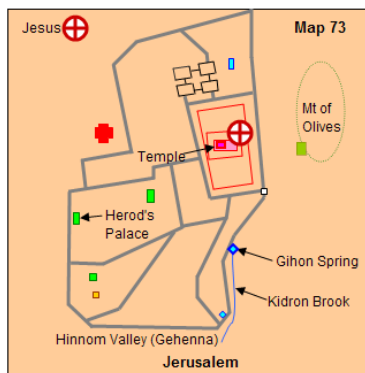 Jesus
Map 73
Mt of
Olives
Temple
Herod's
Palace
Gihon Spring
Kidron Brook
Hinnom Valley (Gehenna)
Jerusalem